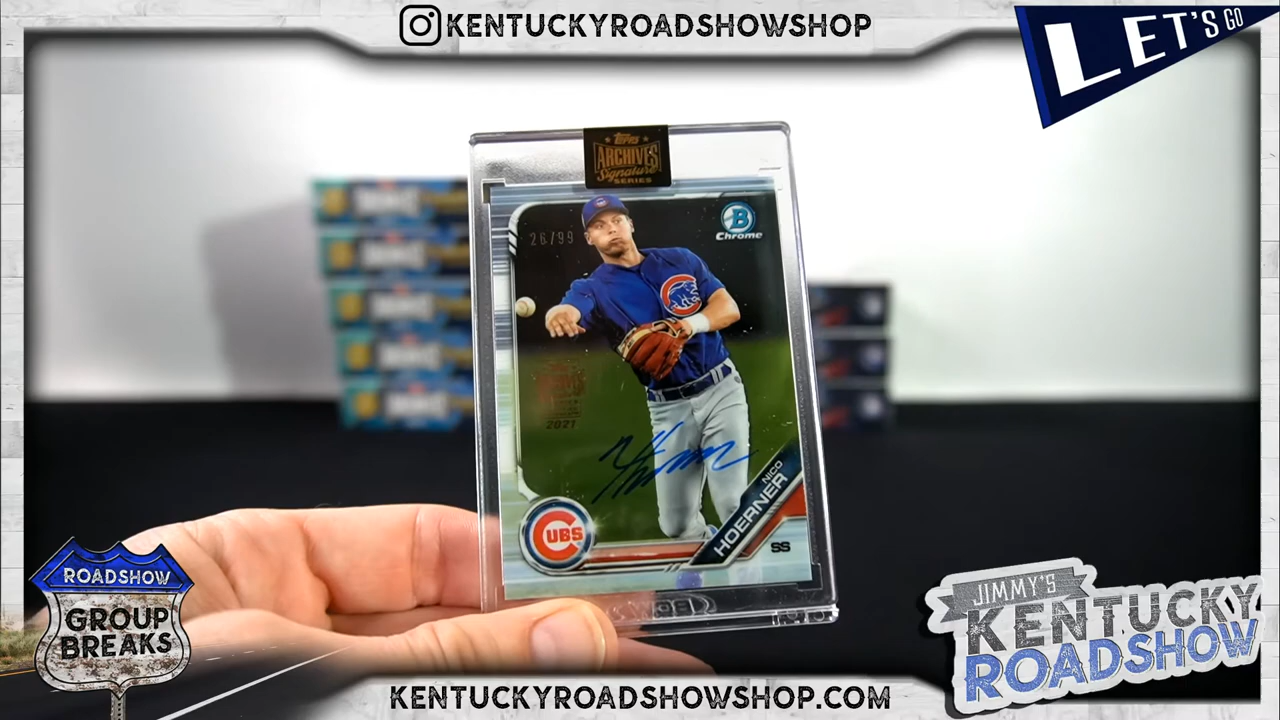 KENTUCKYROADSHOWSHOP
LET'S GO
Topps
ARCHIVES
Signature
SERIES
26/99
B
Chrome
2021
NICO
HOERNER
CUBS
SS
ROADSHOW
GROUP
BREAKS
JIMMY'S
KENTUCKY
ROADSHOW
KENTUCKYROADSHOWSHOP.COM